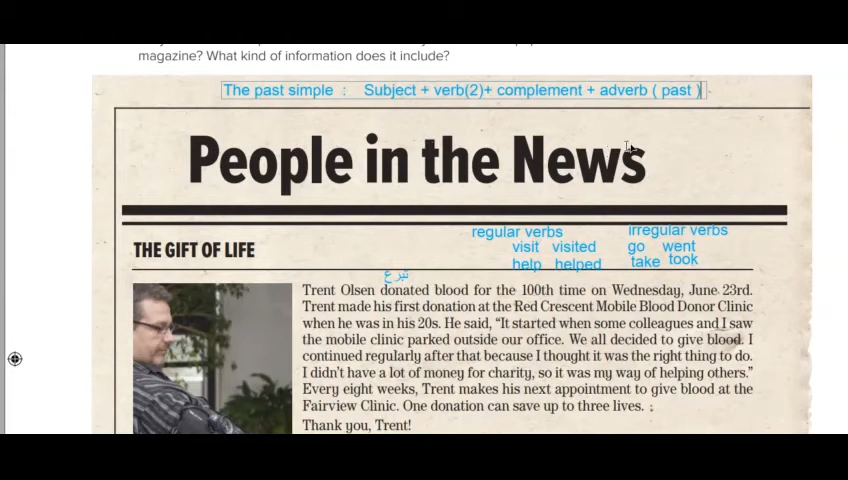 magazine? What kind of information does it include?
The past simple : Subject + verb(2)+ complement + adverb ( past )
People in the News
regular verbs irregular verbs
visit visited go went
THE GIFT OF LIFE
help helped take took
تبرع
Trent Olsen donated blood for the 100th time on Wednesday, June 23rd.
Trent made his first donation at the Red Crescent Mobile Blood Donor Clinic
when he was in his 20s. He said, “It started when some colleagues and I saw
the mobile clinic parked outside our office. We all decided to give blood. I
continued regularly after that because I thought it was the right thing to do.
I didn’t have a lot of money for charity, so it was my way of helping others.”
Every eight weeks, Trent makes his next appointment to give blood at the
Fairview Clinic. One donation can save up to three lives.
Thank you, Trent!